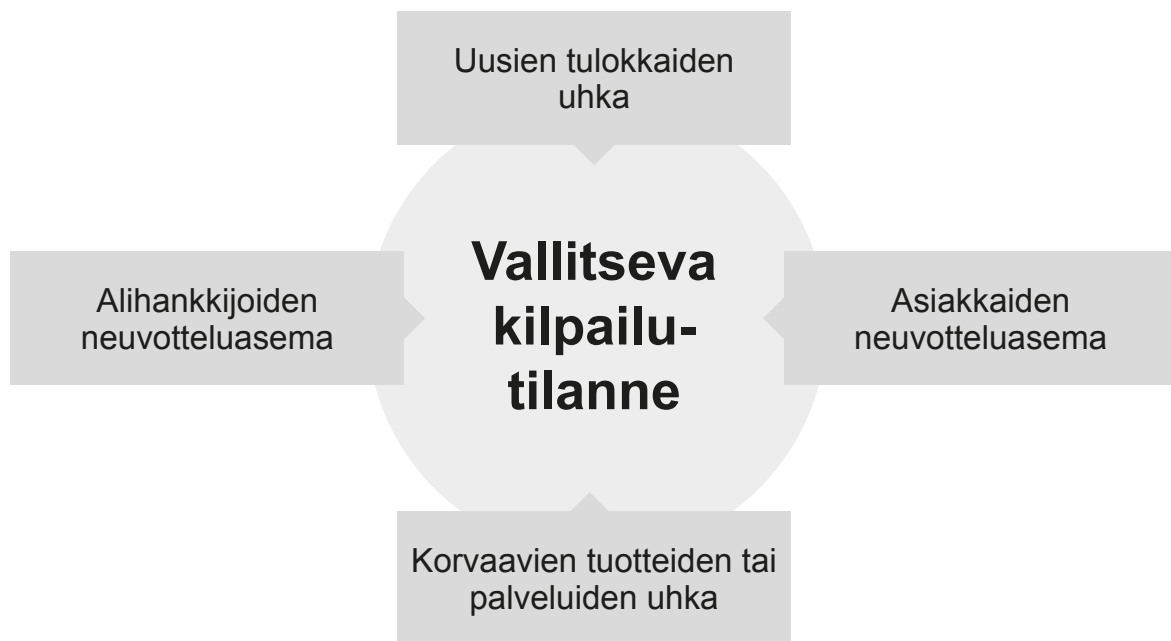 Uusien tulokkaiden
uhka
Alihankkijoiden
neuvotteluasema
Vallitseva
kilpailu-
tilanne
Asiakkaiden
neuvotteluasema
Korvaavien tuotteiden tai
palveluiden uhka